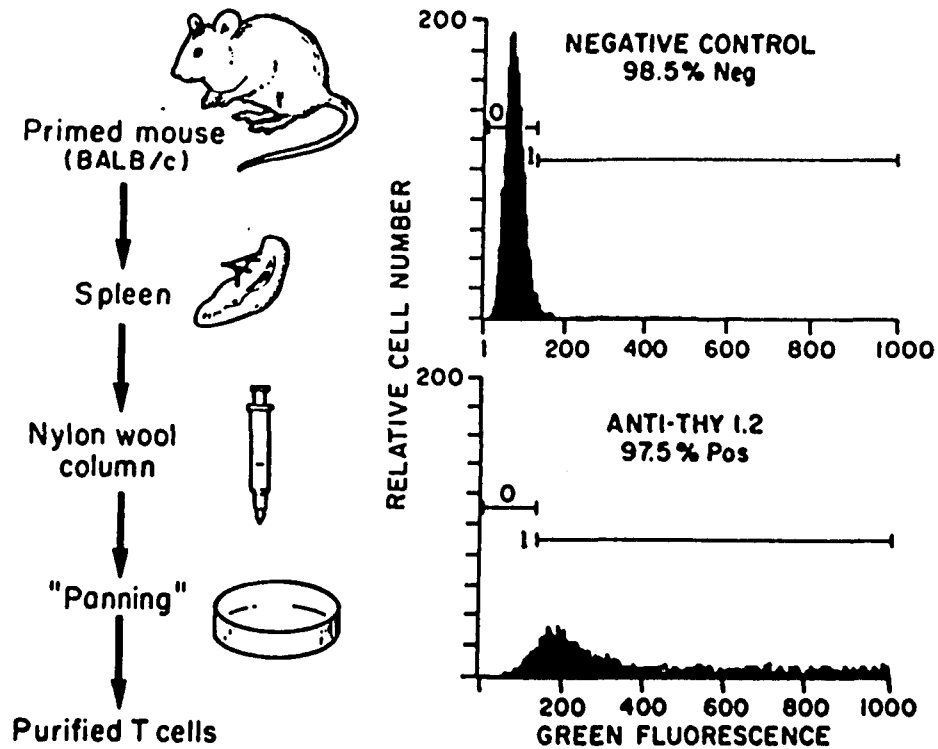 Primed mouse
(BALB/c)
Spleen
Nylon wool
column
"Panning"
Purified T cells
RELATIVE CELL NUMBER
200
NEGATIVE CONTROL
98.5% Neg
0
1
1 200 400 600 800 1000
200
ANTI-THY 1.2
97.5% Pos
0
1
200 400 600 800 1000
GREEN FLUORESCENCE